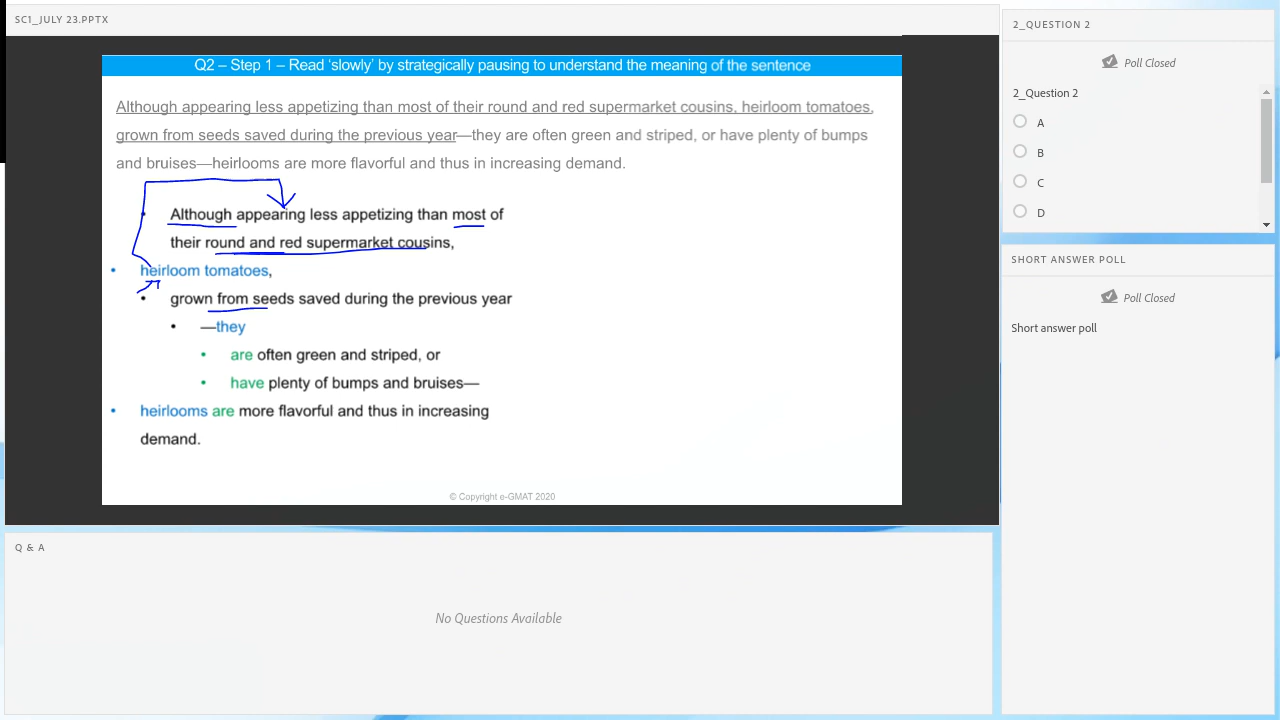 SC1_JULY 23.PPTX
Q2 – Step 1 – Read ‘slowly’ by strategically pausing to understand the meaning of the sentence
Although appearing less appetizing than most of their round and red supermarket cousins, heirloom tomatoes,
grown from seeds saved during the previous year—they are often green and striped, or have plenty of bumps
and bruises—heirlooms are more flavorful and thus in increasing demand.
• Although appearing less appetizing than most of
their round and red supermarket cousins,
• heirloom tomatoes,
• grown from seeds saved during the previous year
• —they
• are often green and striped, or
• have plenty of bumps and bruises—
• heirlooms are more flavorful and thus in increasing
demand.
© Copyright e-GMAT 2020
Q & A
No Questions Available
2_QUESTION 2
Poll Closed
2_Question 2
A
B
C
D
SHORT ANSWER POLL
Poll Closed
Short answer poll